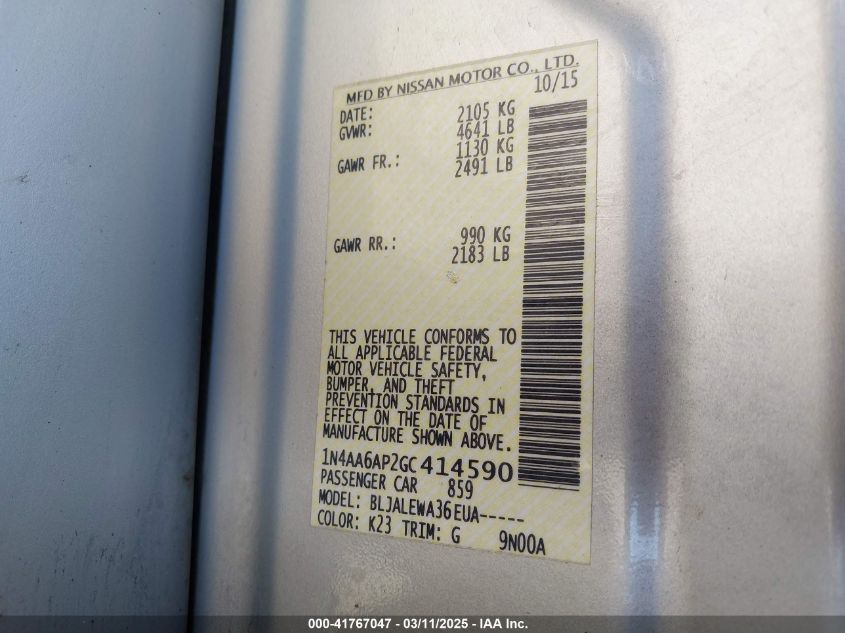 MFD BY NISSAN MOTOR CO., LTD.
DATE: 10/15
GVWR: 2105 KG
4641 LB
GAWR FR.: 1130 KG
2491 LB
GAWR RR.: 990 KG
2183 LB
THIS VEHICLE CONFORMS TO
ALL APPLICABLE FEDERAL
MOTOR VEHICLE SAFETY,
BUMPER, AND THEFT
PREVENTION STANDARDS IN
EFFECT ON THE DATE OF
MANUFACTURE SHOWN ABOVE.
1N4AA6AP2GC414590
PASSENGER CAR 859
MODEL: BLJALEWA36EUA-----
COLOR: K23 TRIM: G 9N00A
000-41767047 - 03/11/2025 - IAA Inc.